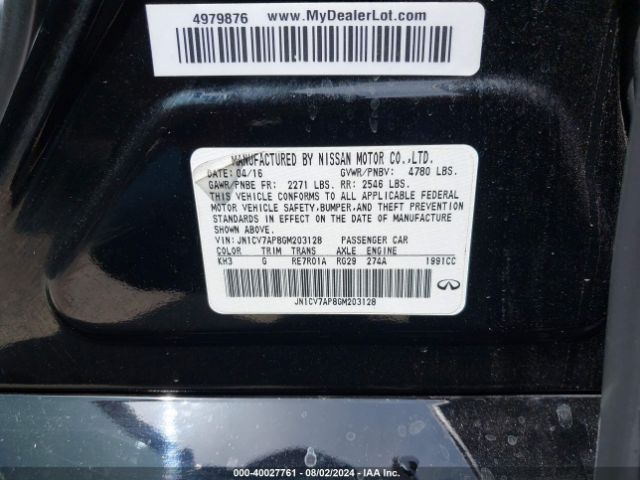 4979876 www.MyDealerLot.com
MANUFACTURED BY NISSAN MOTOR CO.,LTD.
DATE: 04/16 GVWR/PNBV: 4780 LBS.
GAWR/PNBE FR: 2271 LBS. RR: 2546 LBS.
THIS VEHICLE CONFORMS TO ALL APPLICABLE FEDERAL
MOTOR VEHICLE SAFETY, BUMPER, AND THEFT PREVENTION
STANDARDS IN EFFECT ON THE DATE OF MANUFACTURE
SHOWN ABOVE.
VIN: JN1CV7AP8GM203128 PASSENGER CAR
COLOR TRIM TRANS AXLE ENGINE
KH3 G RE7R01A RG29 274A 1991CC
JN1CV7AP8GM203128
000-40027761 - 08/02/2024 - IAA Inc.